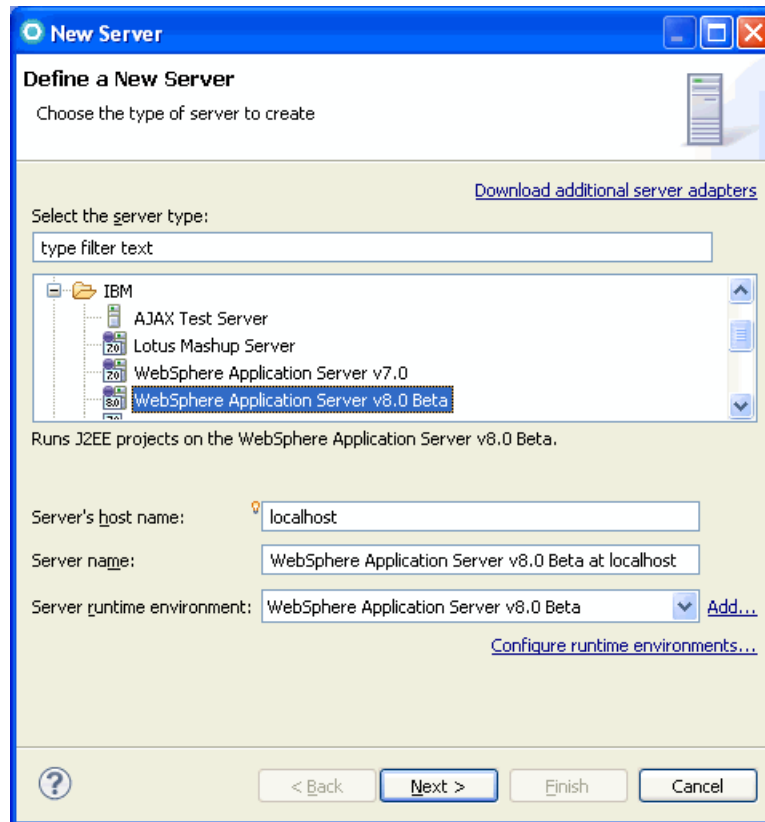 New Server
Define a New Server
Choose the type of server to create
Download additional server adapters
Select the server type:
type filter text
IBM
AJAX Test Server
Lotus Mashup Server
WebSphere Application Server v7.0
WebSphere Application Server v8.0 Beta
Runs J2EE projects on the WebSphere Application Server v8.0 Beta.
Server's host name: localhost
Server name: WebSphere Application Server v8.0 Beta at localhost
Server runtime environment: WebSphere Application Server v8.0 Beta Add...
Configure runtime environments...
? < Back Next > Finish Cancel